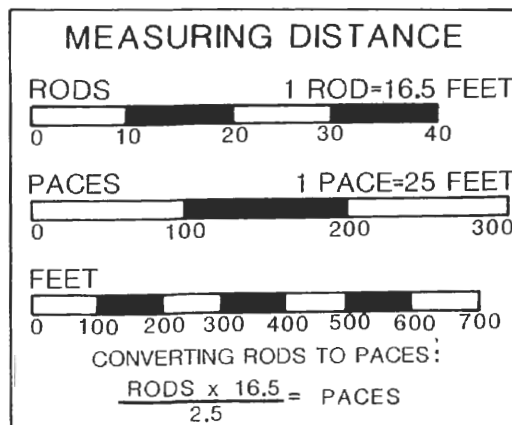 MEASURING DISTANCE
RODS 1 ROD=16.5 FEET
0 10 20 30 40
PACES 1 PACE=25 FEET
0 100 200 300
FEET
0 100 200 300 400 500 600 700
CONVERTING RODS TO PACES:
RODS x 16.5
2.5 = PACES